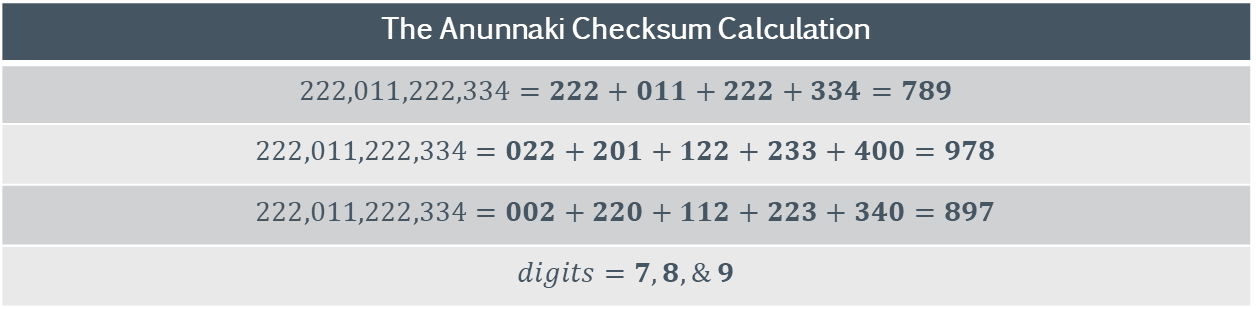 The Anunnaki Checksum Calculation
222,011,222,334 = 222 + 011 + 222 + 334 = 789
222,011,222,334 = 022 + 201 + 122 + 233 + 400 = 978
222,011,222,334 = 002 + 220 + 112 + 223 + 340 = 897
digits = 7, 8, & 9